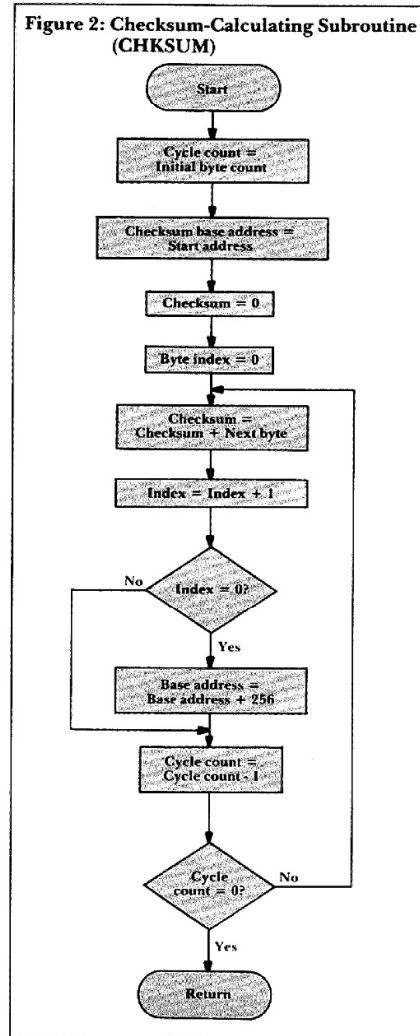 Figure 2: Checksum-Calculating Subroutine
(CHKSUM)
Start
Cycle count =
Initial byte count
Checksum base address =
Start address
Checksum = 0
Byte index = 0
Checksum =
Checksum + Next byte
Index = Index + 1
No
Index = 0?
Yes
Base address =
Base address + 256
Cycle count =
Cycle count - 1
Cycle
count = 0?
No
Yes
Return